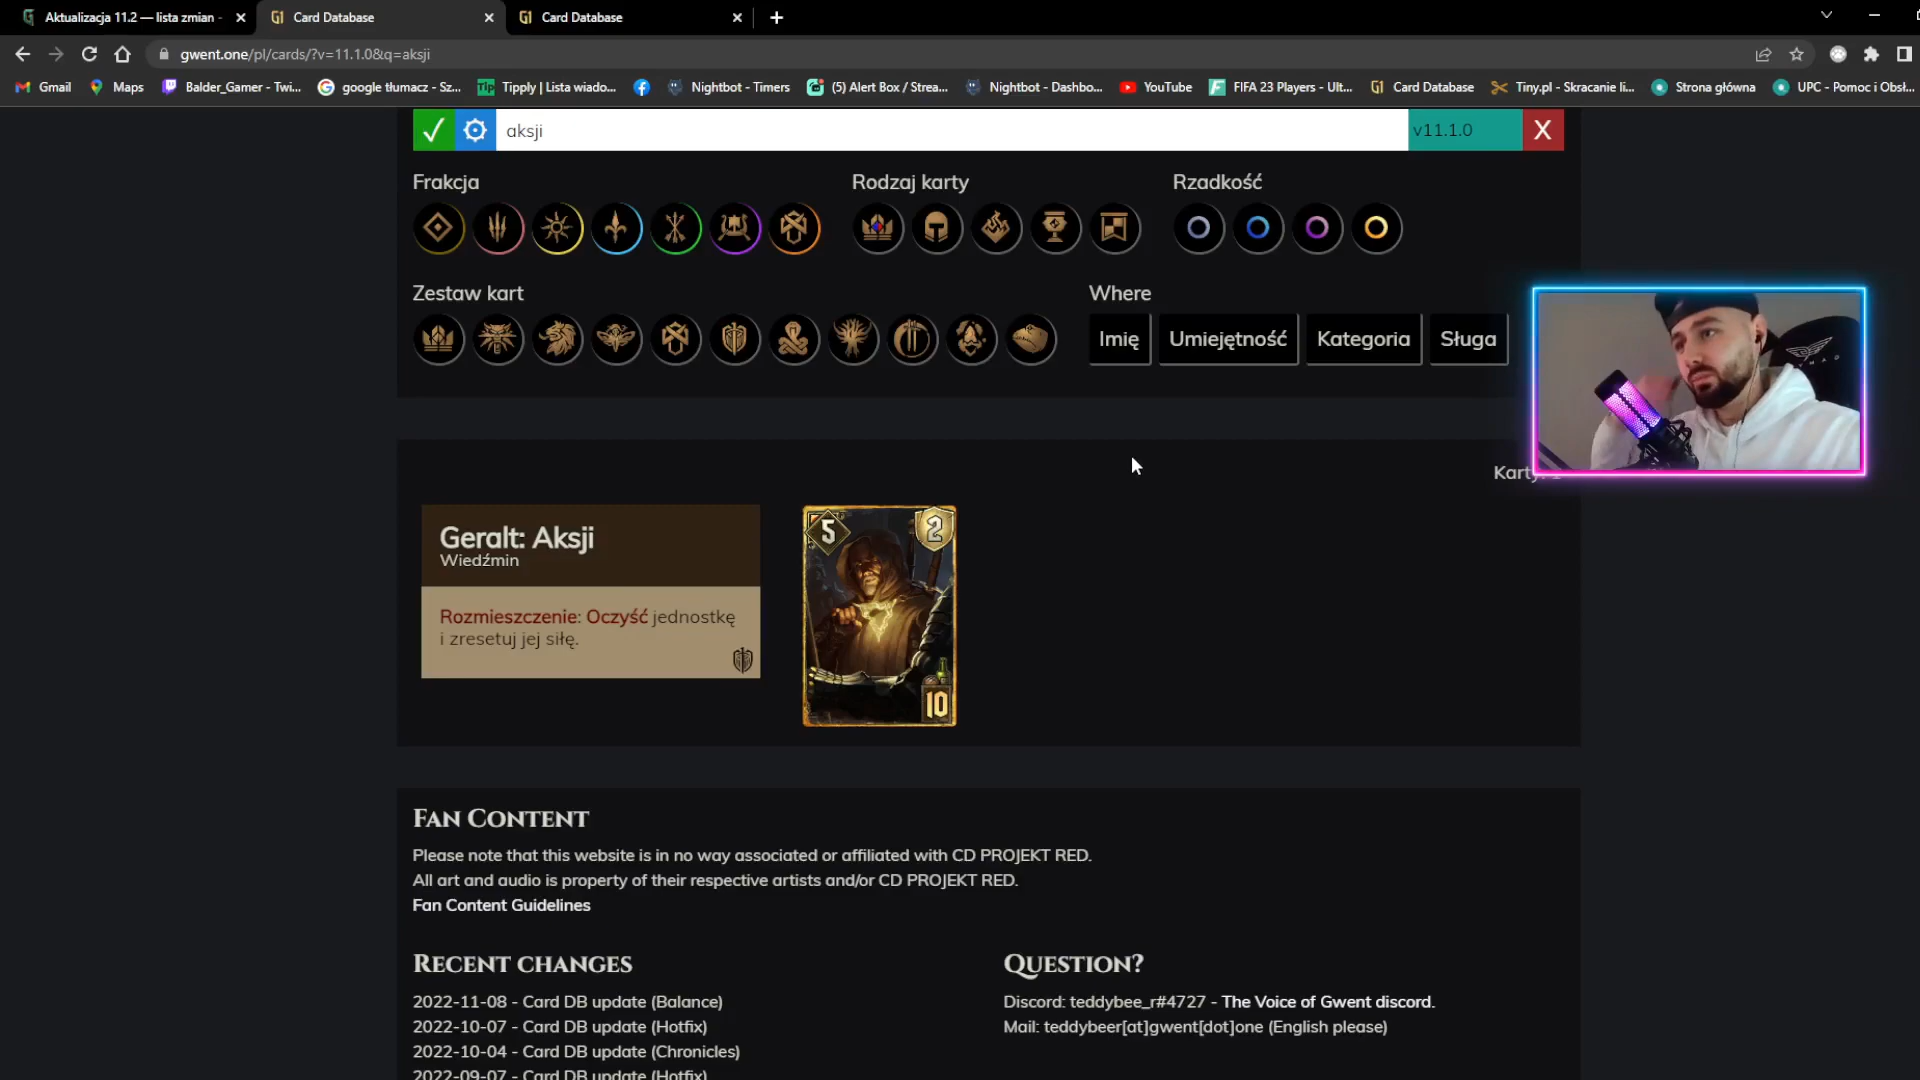 Aktualizacja 11.2 — lista zmian -
Card Database
Card Database
gwent.one/pl/cards/?v=11.1.0&q=aksji
Gmail
Maps
Balder_Gamer - Twi...
google tłumacz - Sz...
Tipply | Lista wiado...
Nightbot - Timers
(5) Alert Box / Strea...
Nightbot - Dashbo...
YouTube
FIFA 23 Players - Ult...
Card Database
Tiny.pl - Skracanie li...
Strona główna
UPC - Pomoc i Obsł...
aksji
v11.1.0
X
Frakcja
Rodzaj karty
Rzadkość
Zestaw kart
Where
Imię
Umiejętność
Kategoria
Sługa
Geralt: Aksji
Wiedźmin
Rozmieszczenie: Oczyść jednostkę
i zresetuj jej siłę.
5
2
10
FAN CONTENT
Please note that this website is in no way associated or affiliated with CD PROJEKT RED.
All art and audio is property of their respective artists and/or CD PROJEKT RED.
Fan Content Guidelines
RECENT CHANGES
2022-11-08 - Card DB update (Balance)
2022-10-07 - Card DB update (Hotfix)
2022-10-04 - Card DB update (Chronicles)
2022-09-07 - Card DB update (Hotfix)
QUESTION?
Discord: teddybee_r#4727 - The Voice of Gwent discord.
Mail: teddybeer[at]gwent[dot]one (English please)